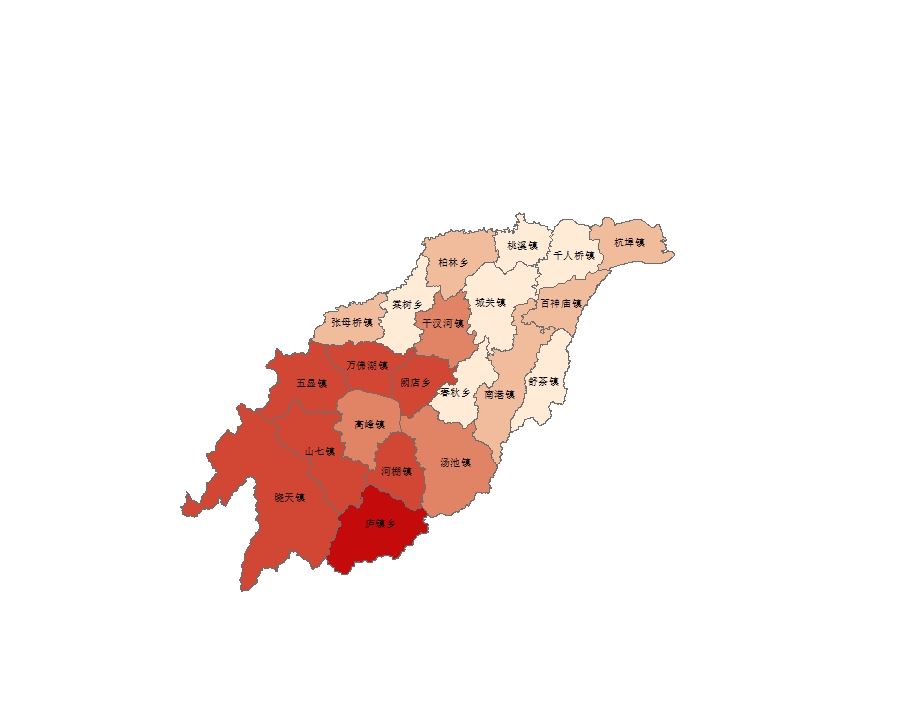 杭埠镇
桃溪镇
千人桥镇
柏林乡
城关镇
百神庙镇
棠树乡
张母桥镇
干汊河镇
万佛湖镇
五显镇
阙店乡
舒茶镇
春秋乡
南港镇
高峰镇
山七镇
汤池镇
河棚镇
晓天镇
庐镇乡